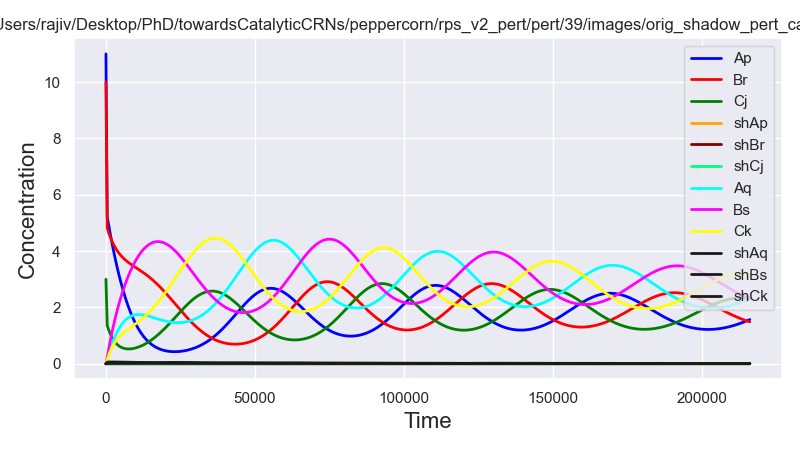 Users/rajiv/Desktop/PhD/towardsCatalyticCRNs/peppercorn/rps_v2_pert/pert/39/images/orig_shadow_pert_ca
Concentration
10
8
6
4
2
0
0
50000
100000
150000
200000
Time
Ap
Br
Cj
shAp
shBr
shCj
Aq
Bs
Ck
shAq
shBs
shCk